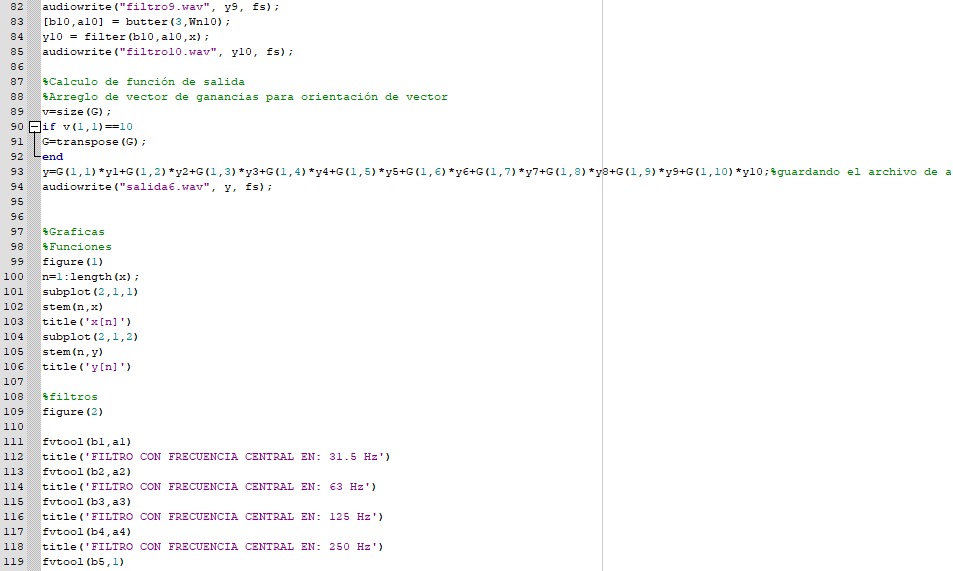 82 audiowrite("filtro9.wav", y9, fs);
83 [b10,a10] = butter(3,Wn10);
84 y10 = filter(b10,a10,x);
85 audiowrite("filtro10.wav", y10, fs);
86
87 %Calculo de función de salida
88 %Arreglo de vector de ganancias para orientación de vector
89 v=size(G);
90 if v(1,1)==10
91 G=transpose(G);
92 end
93 y=G(1,1)*y1+G(1,2)*y2+G(1,3)*y3+G(1,4)*y4+G(1,5)*y5+G(1,6)*y6+G(1,7)*y7+G(1,8)*y8+G(1,9)*y9+G(1,10)*y10;%guardando el archivo de a
94 audiowrite("salida6.wav", y, fs);
95
96
97 %Graficas
98 %Funciones
99 figure(1)
100 n=1:length(x);
101 subplot(2,1,1)
102 stem(n,x)
103 title('x[n]')
104 subplot(2,1,2)
105 stem(n,y)
106 title('y[n]')
107
108 %filtros
109 figure(2)
110
111 fvtool(b1,a1)
112 title('FILTRO CON FRECUENCIA CENTRAL EN: 31.5 Hz')
113 fvtool(b2,a2)
114 title('FILTRO CON FRECUENCIA CENTRAL EN: 63 Hz')
115 fvtool(b3,a3)
116 title('FILTRO CON FRECUENCIA CENTRAL EN: 125 Hz')
117 fvtool(b4,a4)
118 title('FILTRO CON FRECUENCIA CENTRAL EN: 250 Hz')
119 fvtool(b5,1)